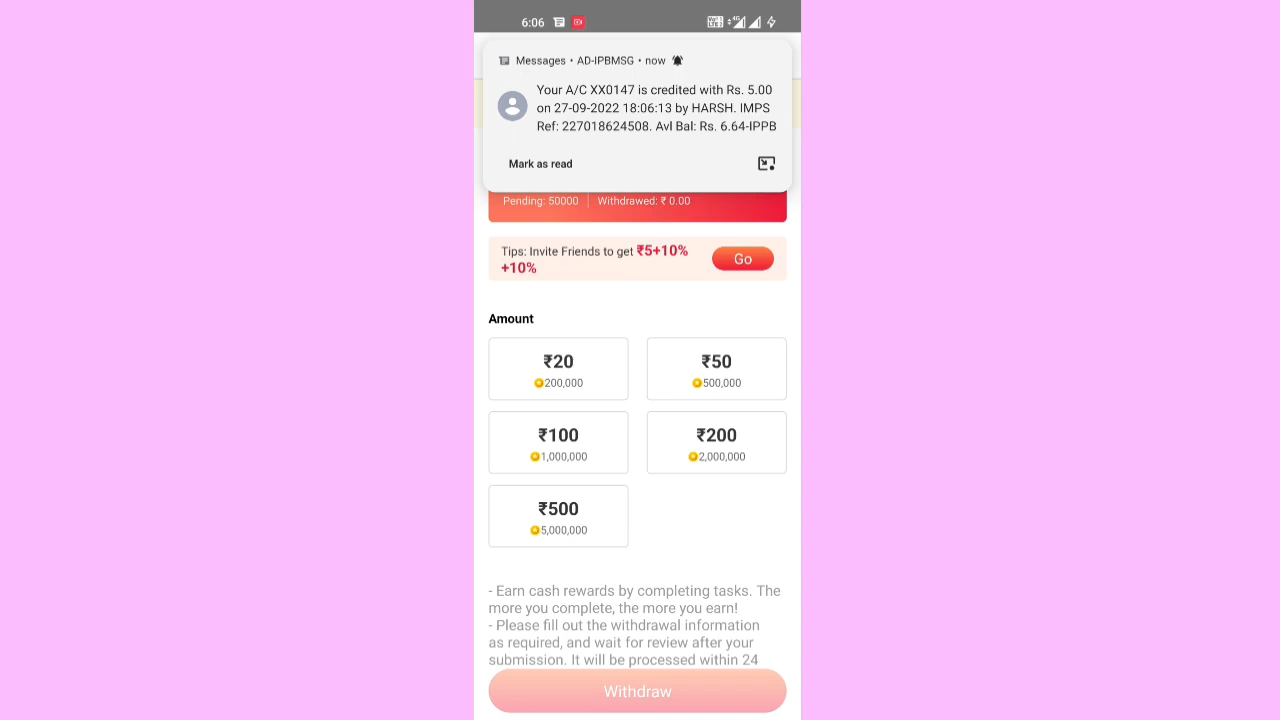 6:06
Messages • AD-IPBMSG • now
Your A/C XX0147 is credited with Rs. 5.00
on 27-09-2022 18:06:13 by HARSH. IMPS
Ref: 227018624508. Avl Bal: Rs. 6.64-IPPB
Mark as read
Pending: 50000 | Withdrawed: ₹ 0.00
Tips: Invite Friends to get ₹5+10%
+10%
Go
Amount
₹20
200,000
₹50
500,000
₹100
1,000,000
₹200
2,000,000
₹500
5,000,000
- Earn cash rewards by completing tasks. The
more you complete, the more you earn!
- Please fill out the withdrawal information
as required, and wait for review after your
submission. It will be processed within 24
Withdraw